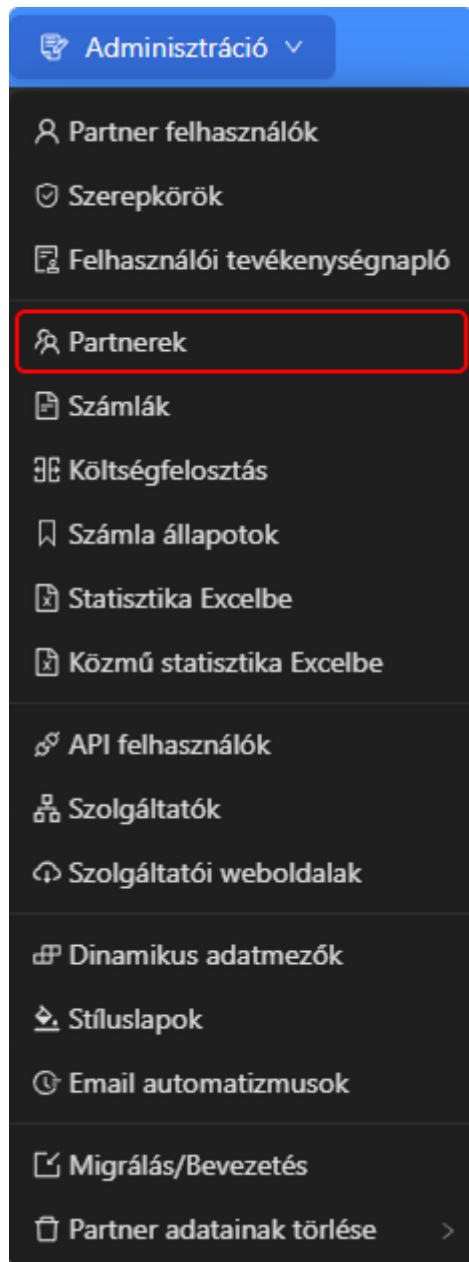 Adminisztráció
Partner felhasználók
Szerepkörök
Felhasználói tevékenységnapló
Partnerek
Számlák
Költségfelosztás
Számla állapotok
Statisztika Excelbe
Közmű statisztika Excelbe
API felhasználók
Szolgáltatók
Szolgáltatói weboldalak
Dinamikus adatmezők
Stíluslapok
Email automatizmusok
Migrálás/Bevezetés
Partner adatainak törlése